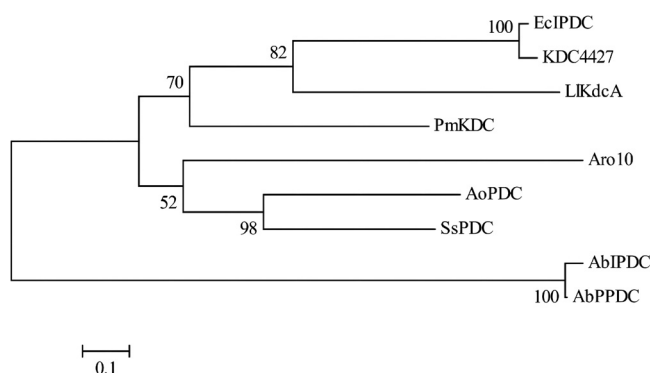 100 EcIPDC
KDC4427
82
70
LlKdcA
PmKDC
Aro10
52
AoPDC
98
SsPDC
AbIPDC
100 AbPPDC
0.1